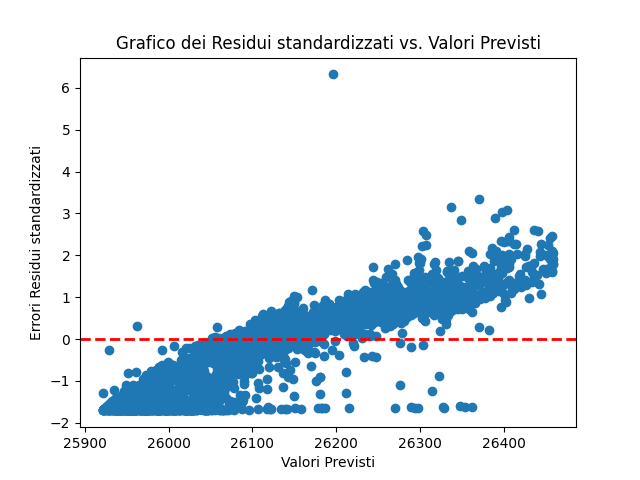 Grafico dei Residui standardizzati vs. Valori Previsti
Errori Residui standardizzati
6
5
4
3
2
1
0
−1
−2
25900 26000 26100 26200 26300 26400
Valori Previsti